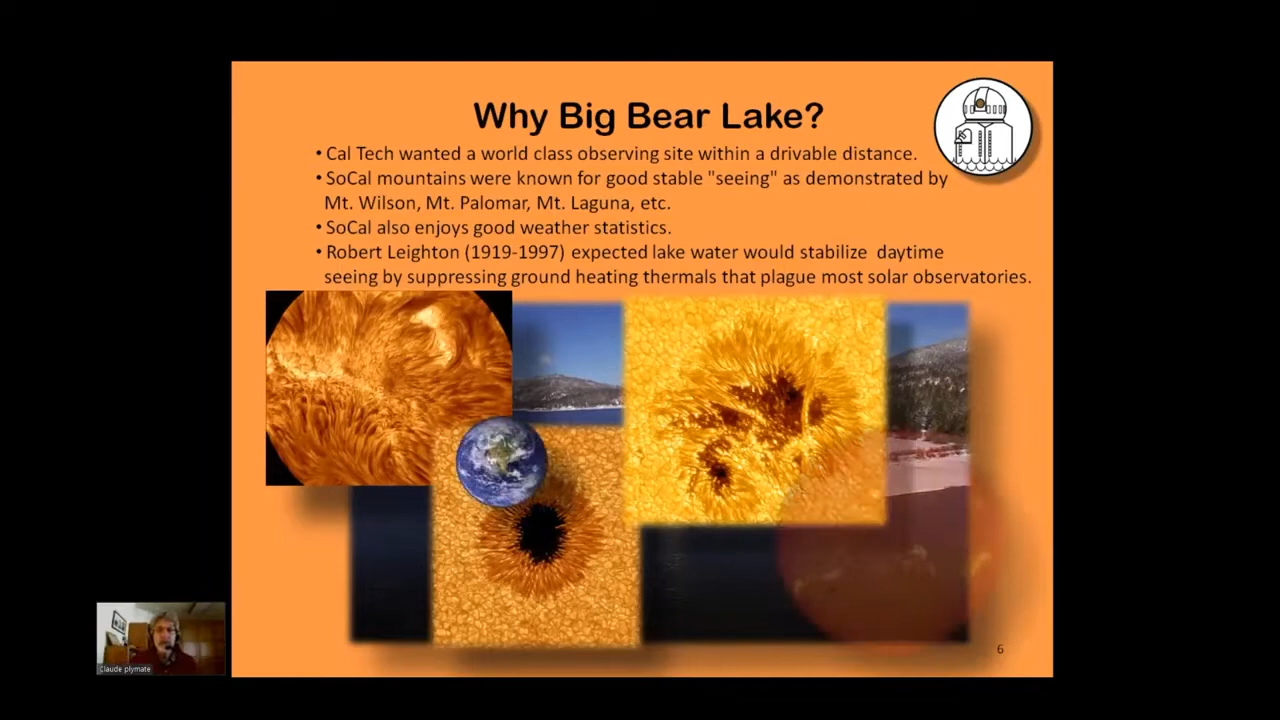 Why Big Bear Lake?
• Cal Tech wanted a world class observing site within a drivable distance.
• SoCal mountains were known for good stable "seeing" as demonstrated by
Mt. Wilson, Mt. Palomar, Mt. Laguna, etc.
• SoCal also enjoys good weather statistics.
• Robert Leighton (1919-1997) expected lake water would stabilize  daytime
seeing by suppressing ground heating thermals that plague most solar observatories.
Claude plymate
6